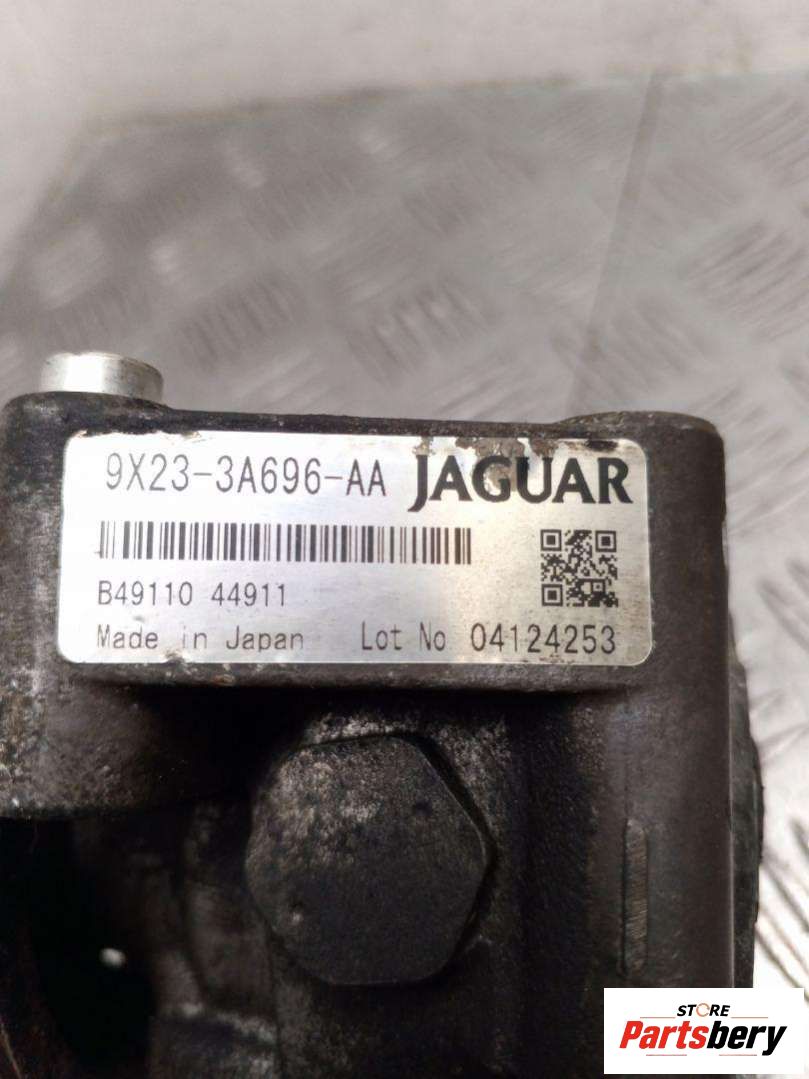 9X23-3A696-AA JAGUAR
B49110 44911
Made in Japan Lot No 04124253
STORE
Partsbery